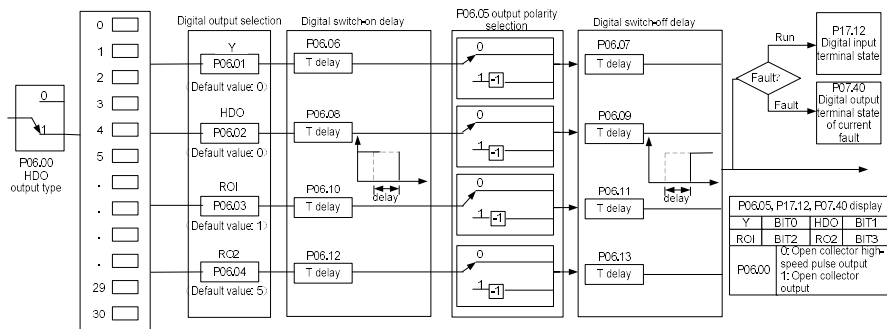 P06.00
HDO
output type
0
1
0
1
2
3
4
5
.
.
.
.
29
30
Digital output selection
Y
P06.01
(Default value: 0)
HDO
P06.02
(Default value: 0)
RO1
P06.03
(Default value: 1)
RO2
P06.04
(Default value: 5)
Digital switch-on delay
P06.06
T delay
P06.08
T delay
delay
P06.10
T delay
P06.12
T delay
P06.05 output polarity
selection
0
1
-1
0
1
-1
0
1
-1
0
1
-1
Digital switch-off delay
P06.07
T delay
P06.09
T delay
delay
P06.11
T delay
P06.13
T delay
Fault?
Run
Fault
P17.12
Digital input
terminal state
P07.40
Digital output
terminal state
of current
fault
P06.05, P17.12, P07.40 display
Y BIT0 HDO BIT1
RO1 BIT2 RO2 BIT3
P06.00
0: Open collector high-
speed pulse output
1: Open collector
output